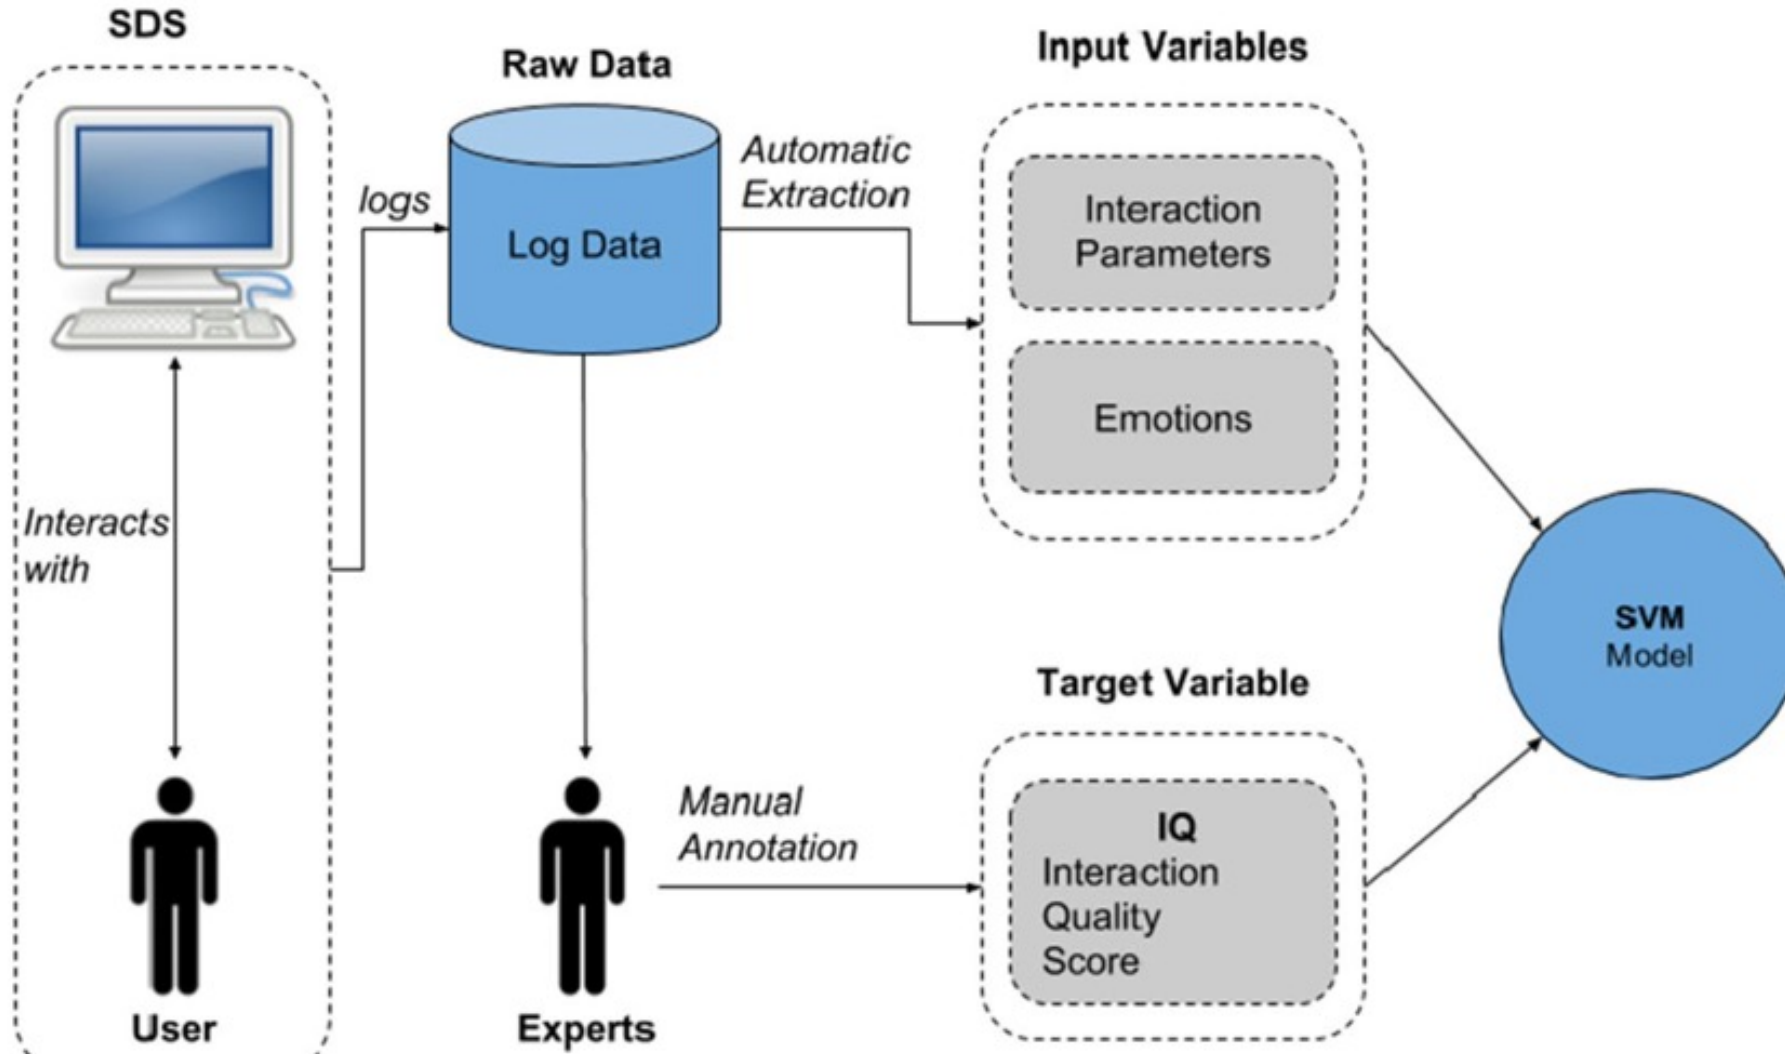 SDS
Raw Data
Input Variables
logs
Automatic
Extraction
Log Data
Interaction
Parameters
Emotions
Interacts
with
SVM
Model
Target Variable
Manual
Annotation
IQ
Interaction
Quality
Score
User
Experts